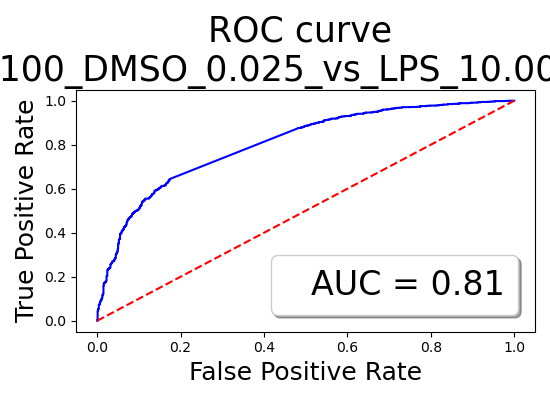 ROC curve
100_DMSO_0.025_vs_LPS_10.00
True Positive Rate
1.0
0.8
0.6
0.4
0.2
0.0
AUC = 0.81
0.0 0.2 0.4 0.6 0.8 1.0
False Positive Rate